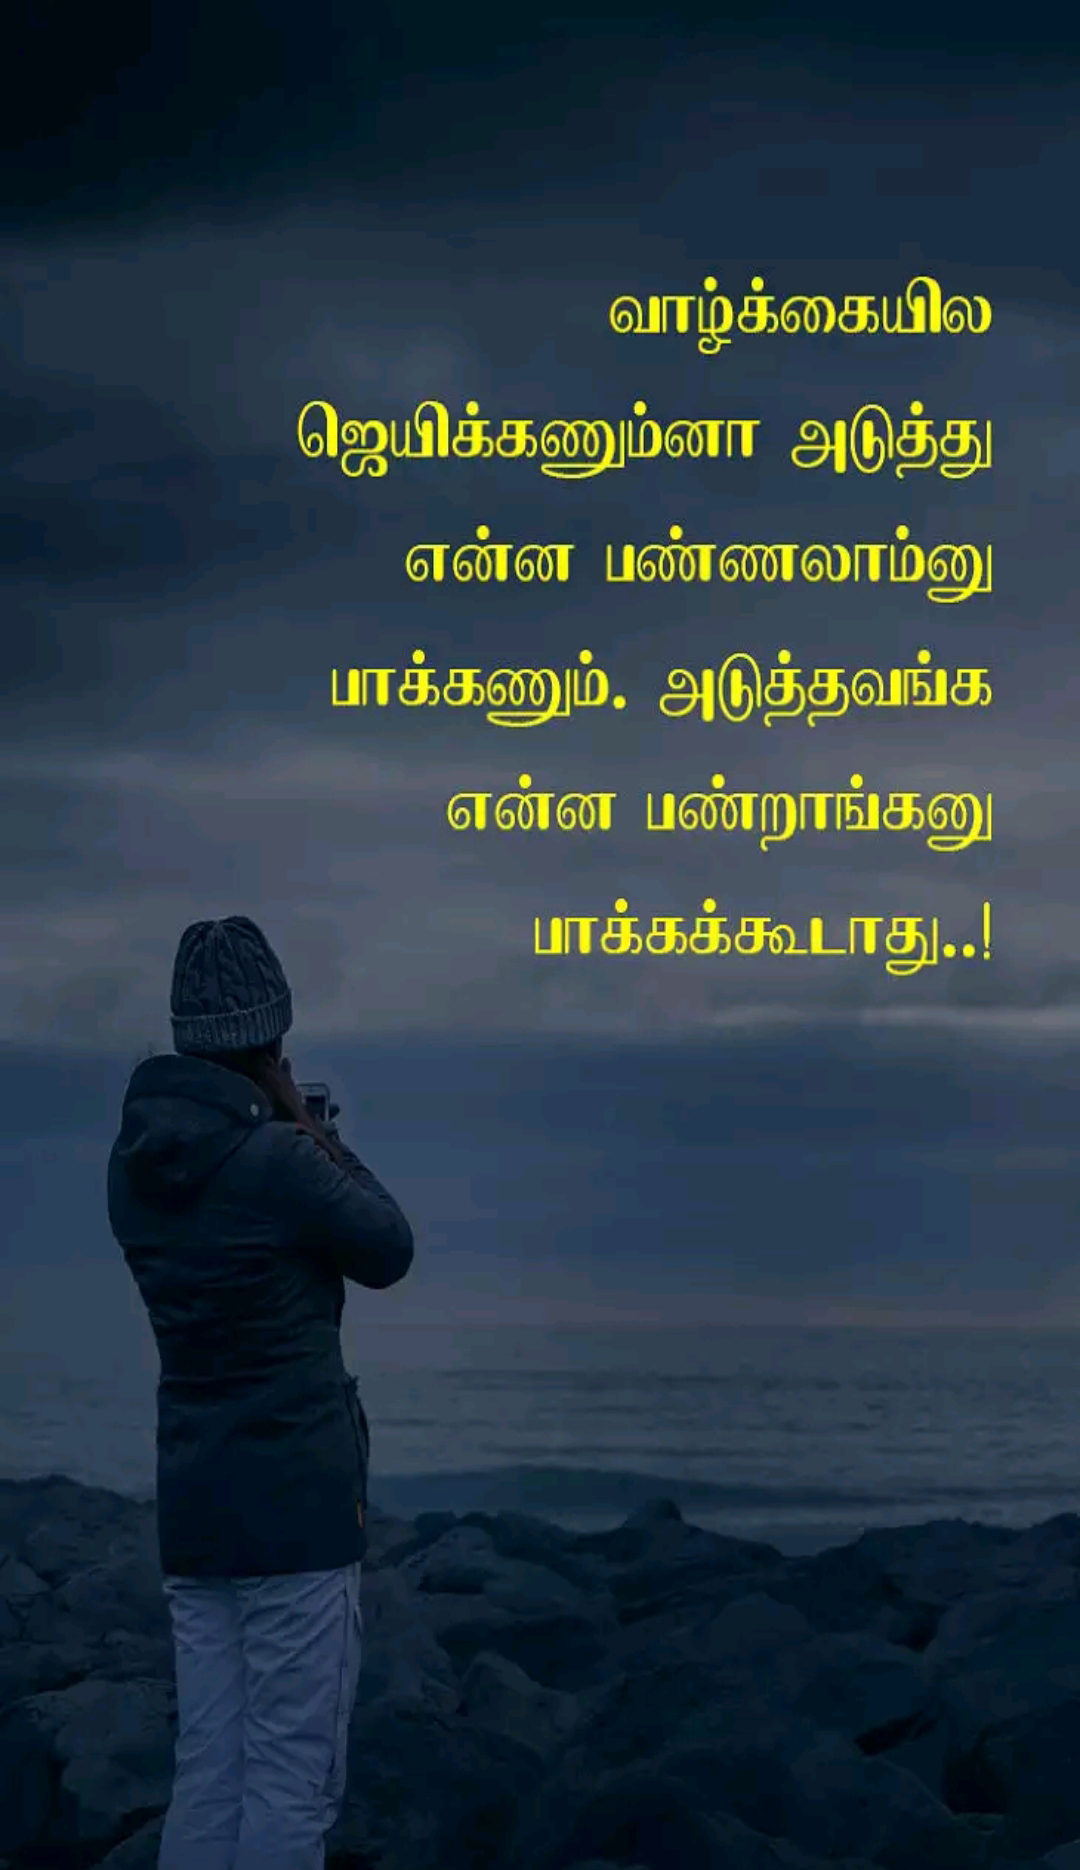 வாழ்க்கையில
ஜெயிக்கணும்னா அடுத்து
என்ன பண்ணலாம்னு
பாக்கணும். அடுத்தவங்க
என்ன பண்றாங்கனு
பாக்கக்கூடாது..!